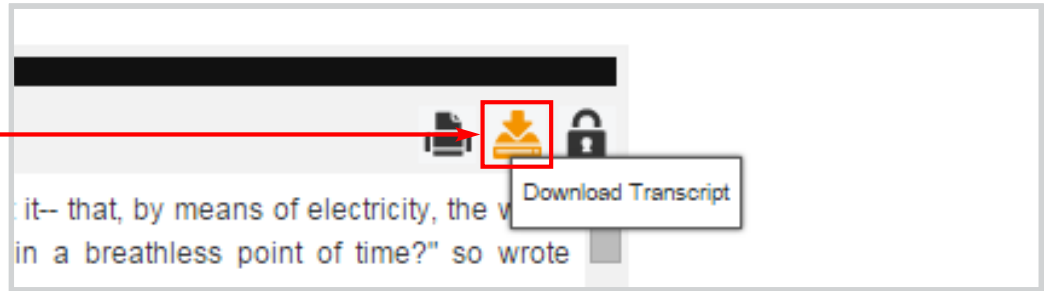 Download Transcript
it-- that, by means of electricity, the
in a breathless point of time?" so wrote